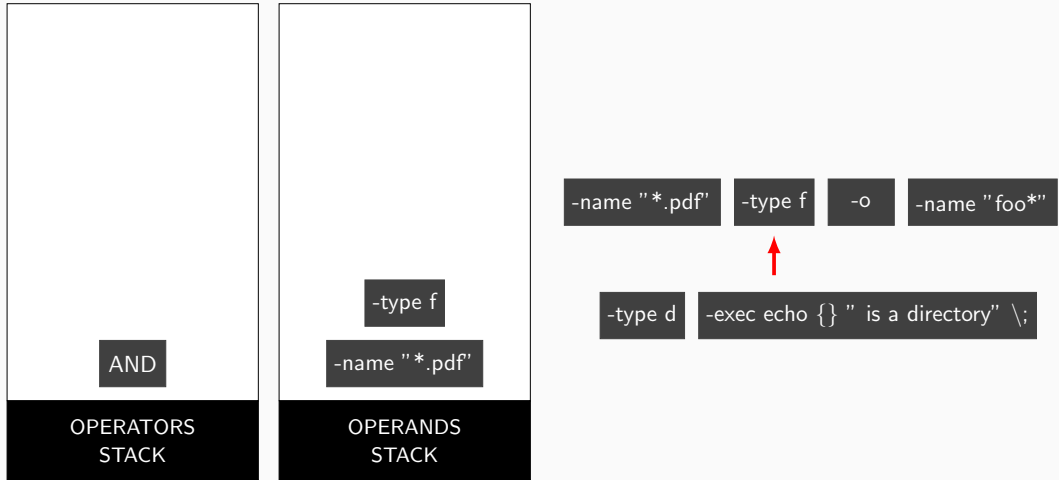 -name "*.pdf" -type f -o -name "foo*"
-type f
-type d -exec echo {} " is a directory" \;
AND
-name "*.pdf"
OPERATORS
STACK
OPERANDS
STACK